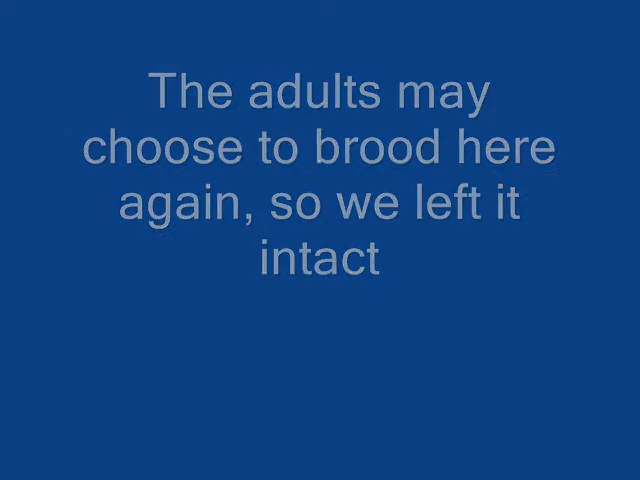 The adults may
choose to brood here
again, so we left it
intact